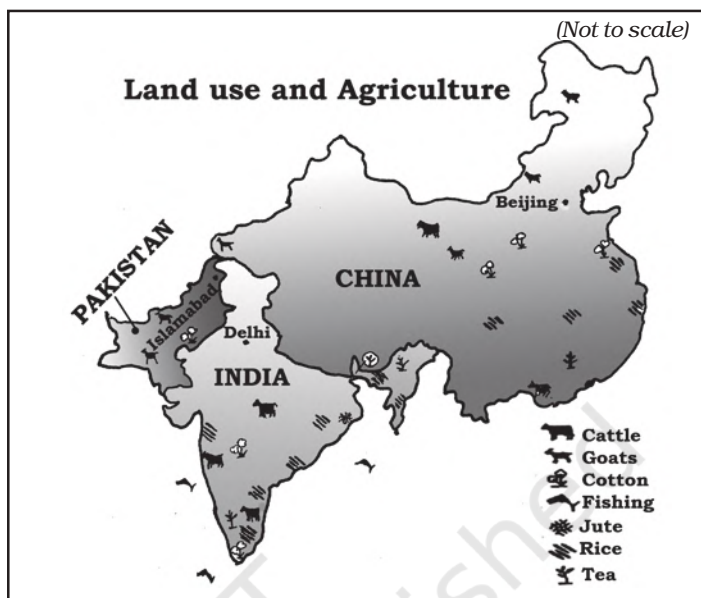 (Not to scale)
Land use and Agriculture
Beijing
CHINA
PAKISTAN
Islamabad
Delhi
INDIA
Cattle
Goats
Cotton
Fishing
Jute
Rice
Tea